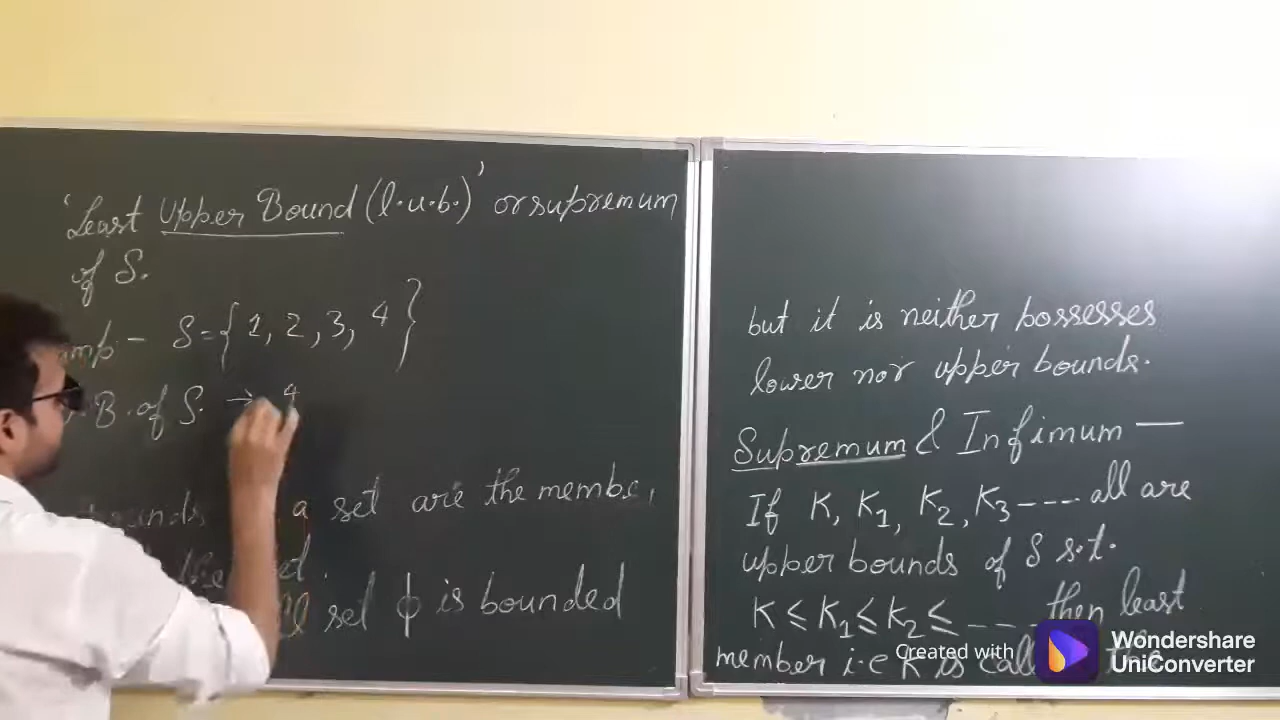 'Least Upper Bound (l.u.b.)' or supremum
of S.
S={1, 2, 3, 4}
B. of S. → 4
a set are the membe
set.
set ϕ is bounded
but it is neither possesses
lower nor upper bounds.
Supremum & Infimum —
If K, K₁, K₂, K₃---- all are
upper bounds of S s.t.
K ≤ K₁ ≤ K₂ ≤ ---- then least
member i.e K is call
Created with
Wondershare
UniConverter